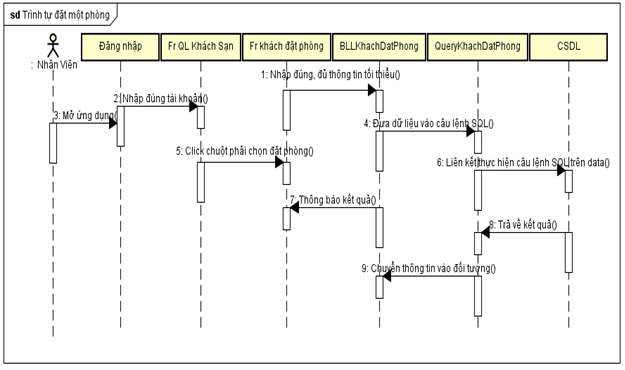 sd Trình tự đặt một phòng
: Nhân Viên
Đăng nhập
Fr QL Khách Sạn
Fr khách đặt phòng
BLLKhachDatPhong
QueryKhachDatPhong
CSDL
1: Nhập đúng, đủ thông tin tối thiểu()
2: Nhập đúng tài khoản()
3: Mở ứng dụng()
4: Đưa dữ liệu vào câu lệnh SQL()
5: Click chuột phải chọn đặt phòng()
6: Liên kết thực hiện câu lệnh SQL trên data()
7: Thông báo kết quả()
8: Trả về kết quả()
9: Chuyển thông tin vào đối tượng()